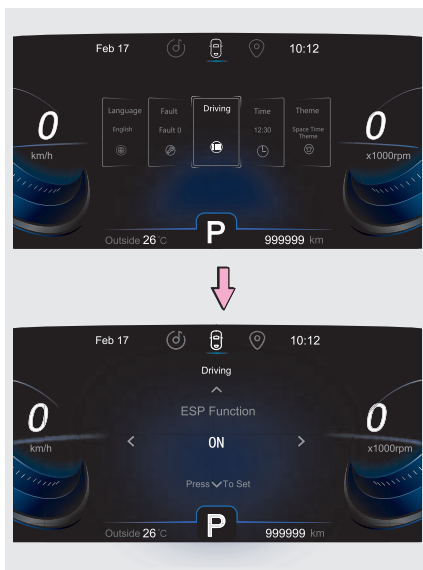 Feb 17 10:12
Language Fault Driving Time Theme
English Fault 0 12:30 Space Time
Theme
0 0
km/h x1000rpm
P
Outside 26°C 999999 km
Feb 17 10:12
Driving
ESP Function
0 ON 0
km/h x1000rpm
Press To Set
P
Outside 26°C 999999 km